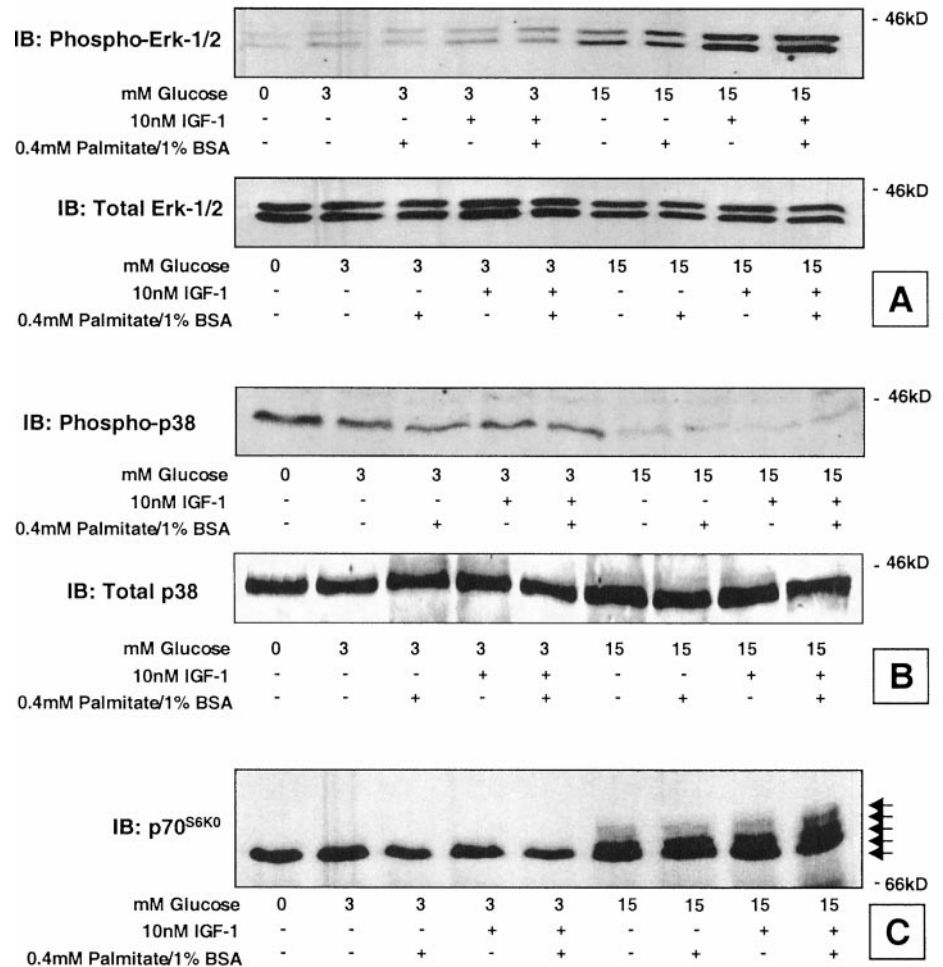 - 46kD
IB: Phospho-Erk-1/2
mM Glucose 0 3 3 3 3 15 15 15 15
10nM IGF-1 - - - + + - - + +
0.4mM Palmitate/1% BSA - - + - + - + - +
- 46kD
IB: Total Erk-1/2
mM Glucose 0 3 3 3 3 15 15 15 15
10nM IGF-1 - - - + + - - + +
0.4mM Palmitate/1% BSA - - + - + - + - +
A
- 46kD
IB: Phospho-p38
mM Glucose 0 3 3 3 3 15 15 15 15
10nM IGF-1 - - - + + - - + +
0.4mM Palmitate/1% BSA - - + - + - + - +
- 46kD
IB: Total p38
mM Glucose 0 3 3 3 3 15 15 15 15
10nM IGF-1 - - - + + - - + +
0.4mM Palmitate/1% BSA - - + - + - + - +
B
IB: p70S6K0
- 66kD
mM Glucose 0 3 3 3 3 15 15 15 15
10nM IGF-1 - - - + + - - + +
0.4mM Palmitate/1% BSA - - + - + - + - +
C